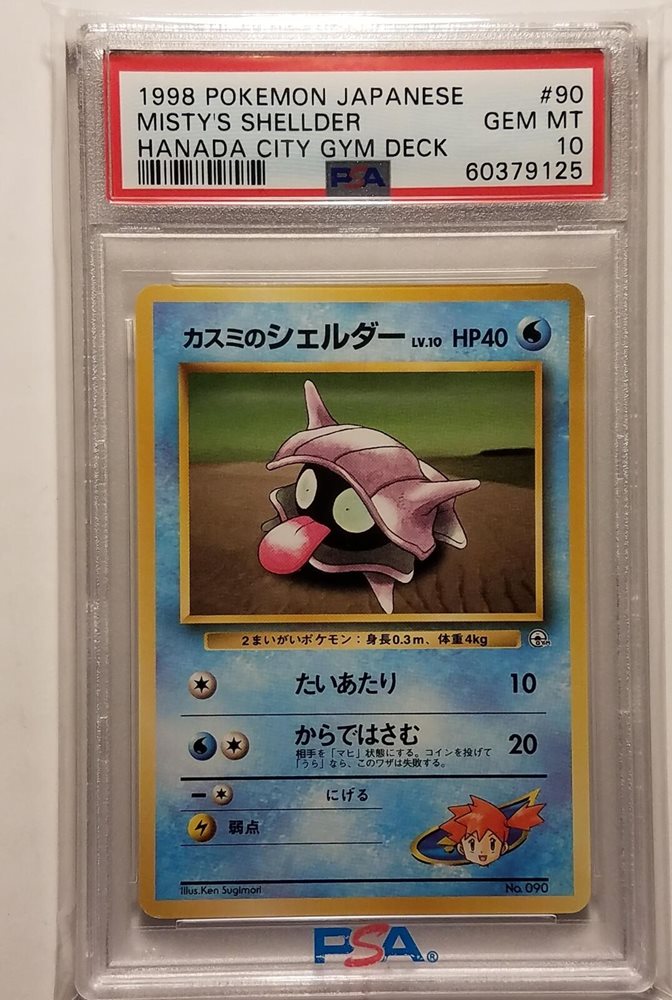 1998 POKEMON JAPANESE #90
MISTY'S SHELLDER GEM MT
HANADA CITY GYM DECK 10
PSA 60379125
カスミのシェルダー LV.10 HP40
2まいがいポケモン：身長0.3m、体重4kg
たいあたり 10
からではさむ 20
相手を「マヒ」状態にする。コインを投げて
「うら」なら、このワザは失敗する。
にげる
弱点
Illus.Ken Sugimori No. 090
PSA®